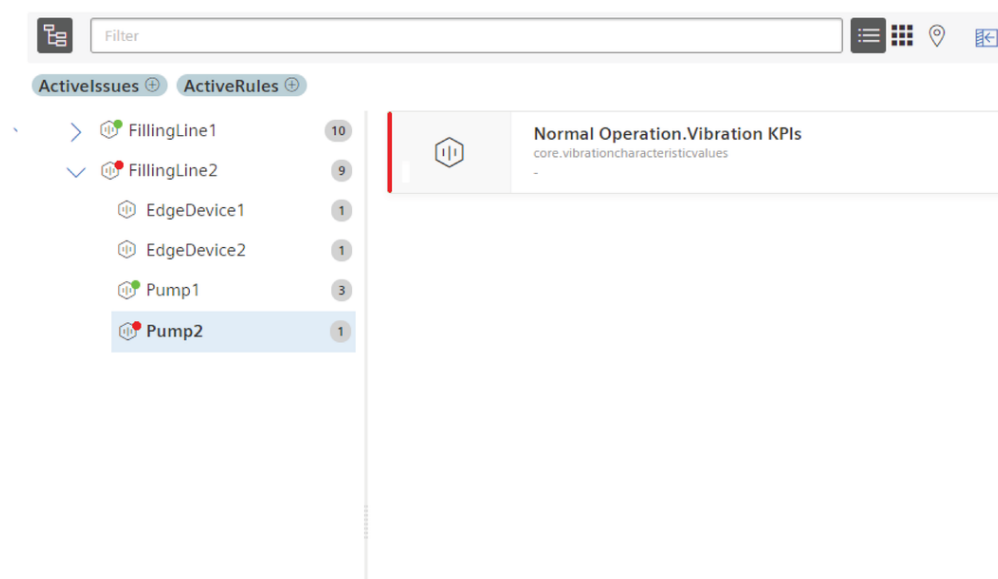 Filter
ActiveIssues
ActiveRules
FillingLine1 10
FillingLine2 9
EdgeDevice1 1
EdgeDevice2 1
Pump1 3
Pump2 1
Normal Operation.Vibration KPIs
core.vibrationcharacteristicvalues
-